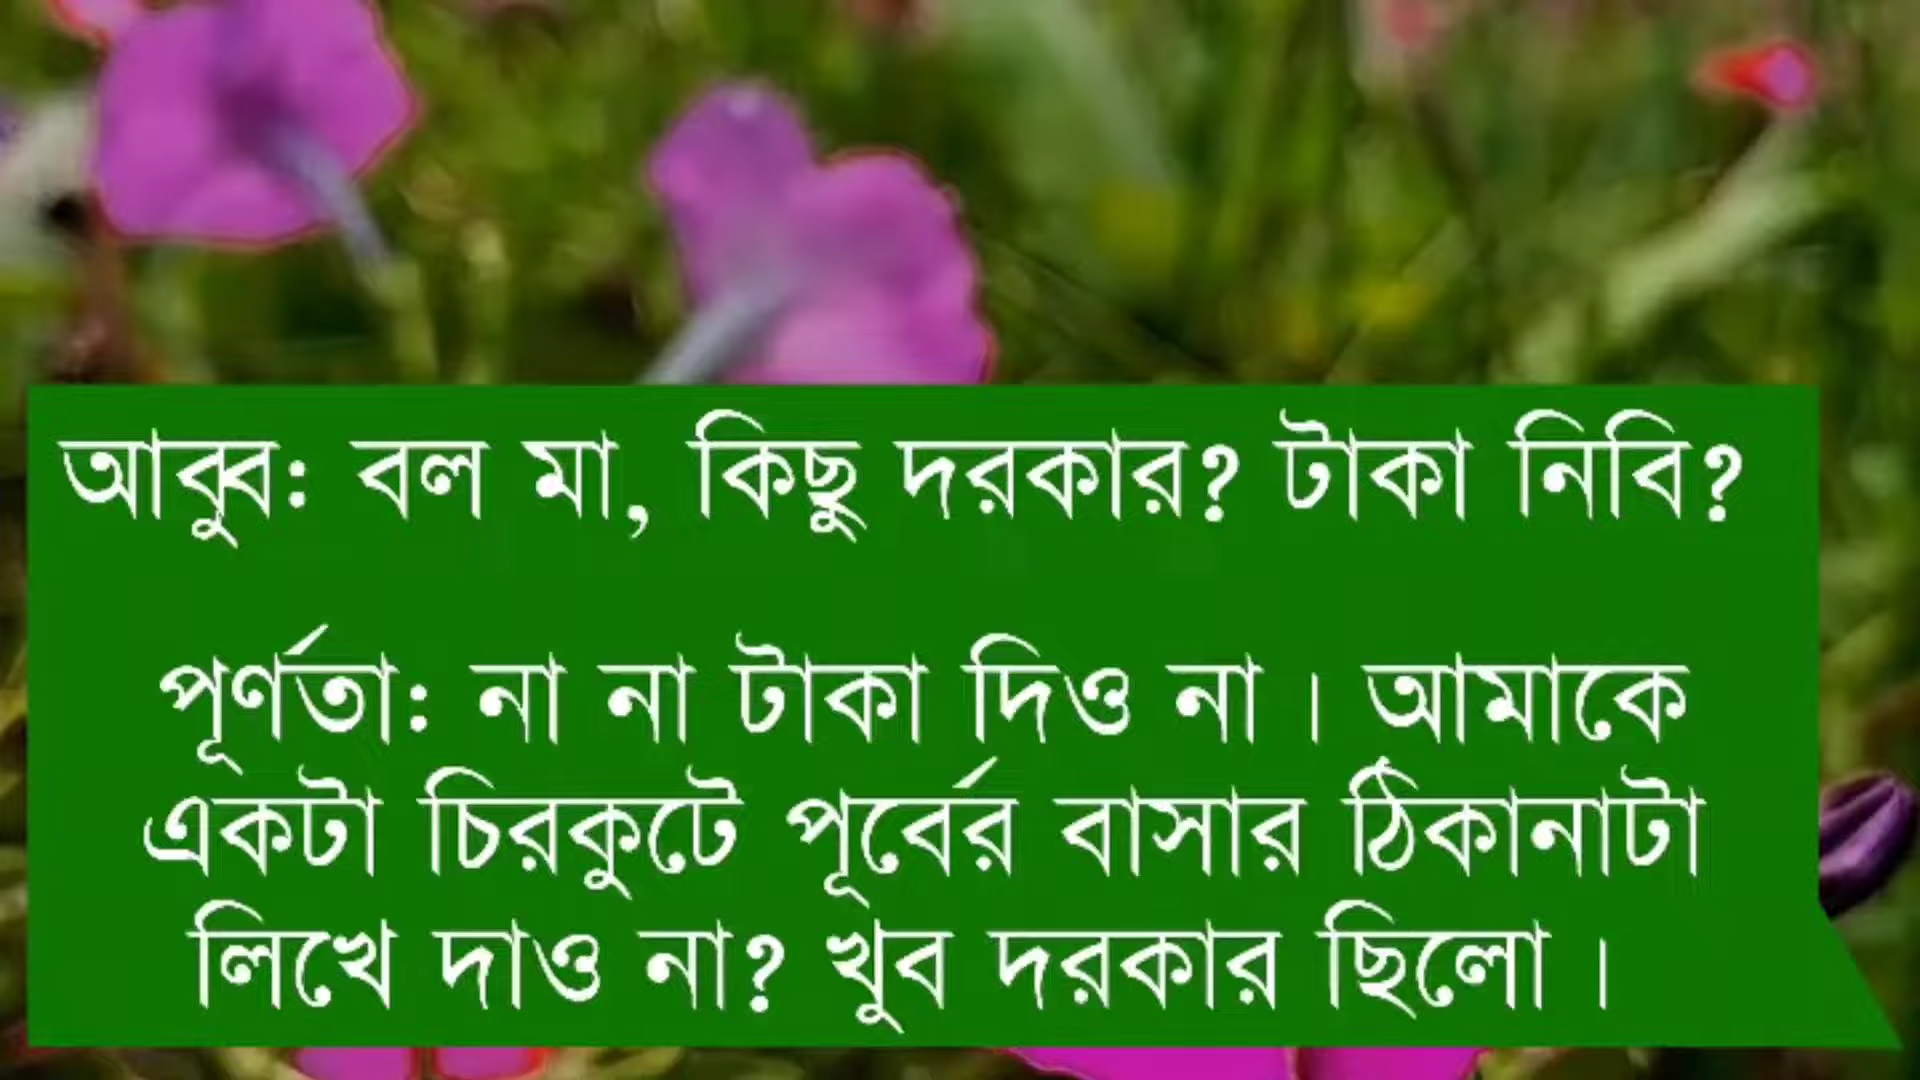 আব্বু: বল মা, কিছু দরকার? টাকা নিবি?
পূর্ণতা: না না টাকা দিও না । আমাকে
একটা চিরকুটে পূর্বের বাসার ঠিকানাটা
লিখে দাও না? খুব দরকার ছিলো ।